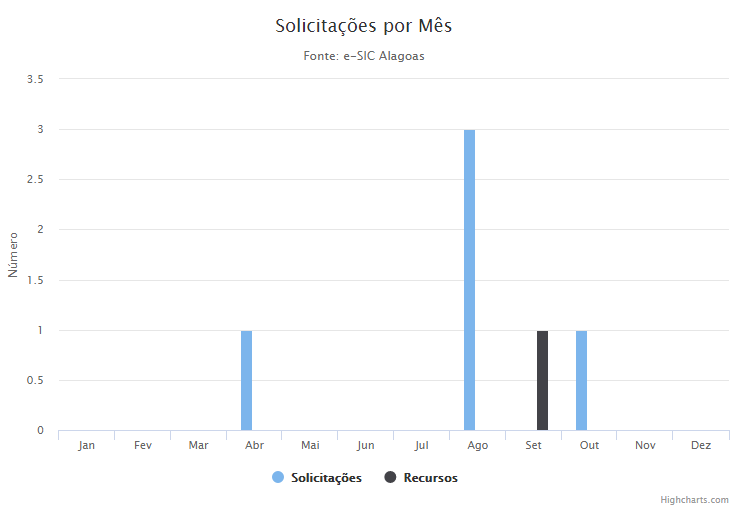 Solicitações por Mês
Fonte: e-SIC Alagoas
Número
3.5
3
2.5
2
1.5
1
0.5
0
Jan Fev Mar Abr Mai Jun Jul Ago Set Out Nov Dez
Solicitações Recursos
Highcharts.com